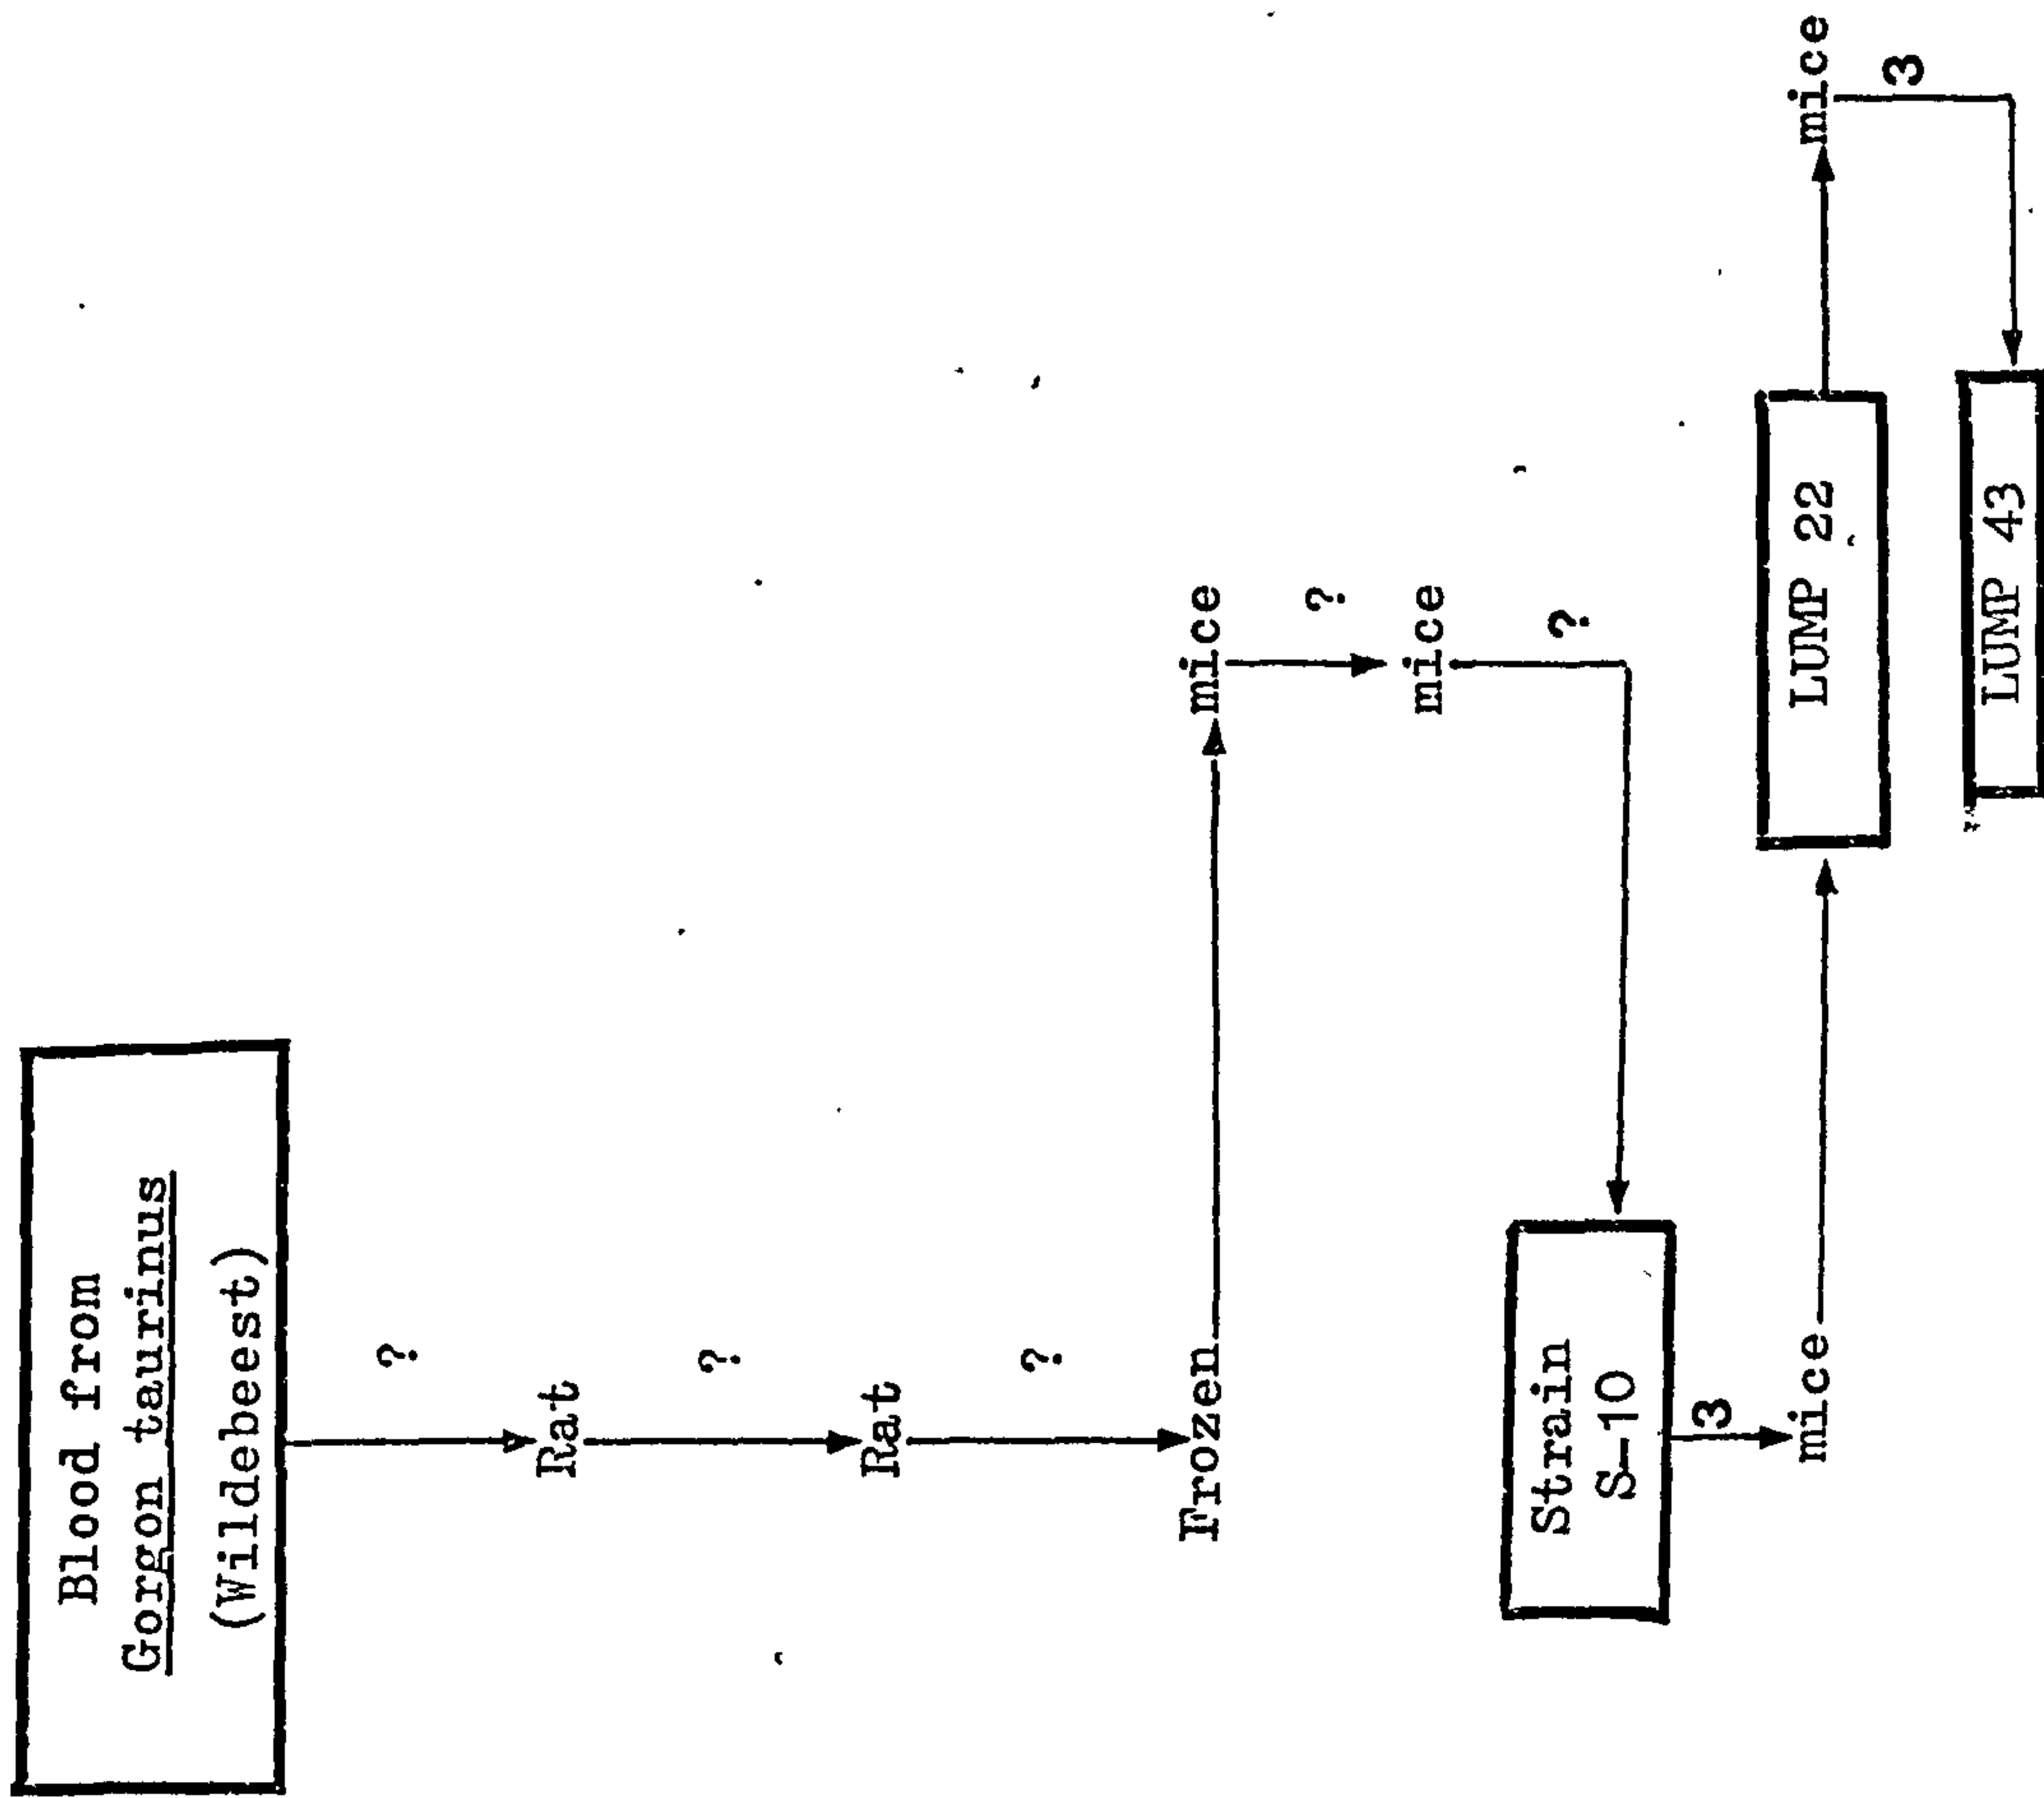 Blood from
Gorgon taurinus
(Wildebeest)
?
Rat
?
Rat
?
Frozen
mice
?
mice
?
Strain
S-10
3
mice
LUMP 22
mice
3
LUMP 43